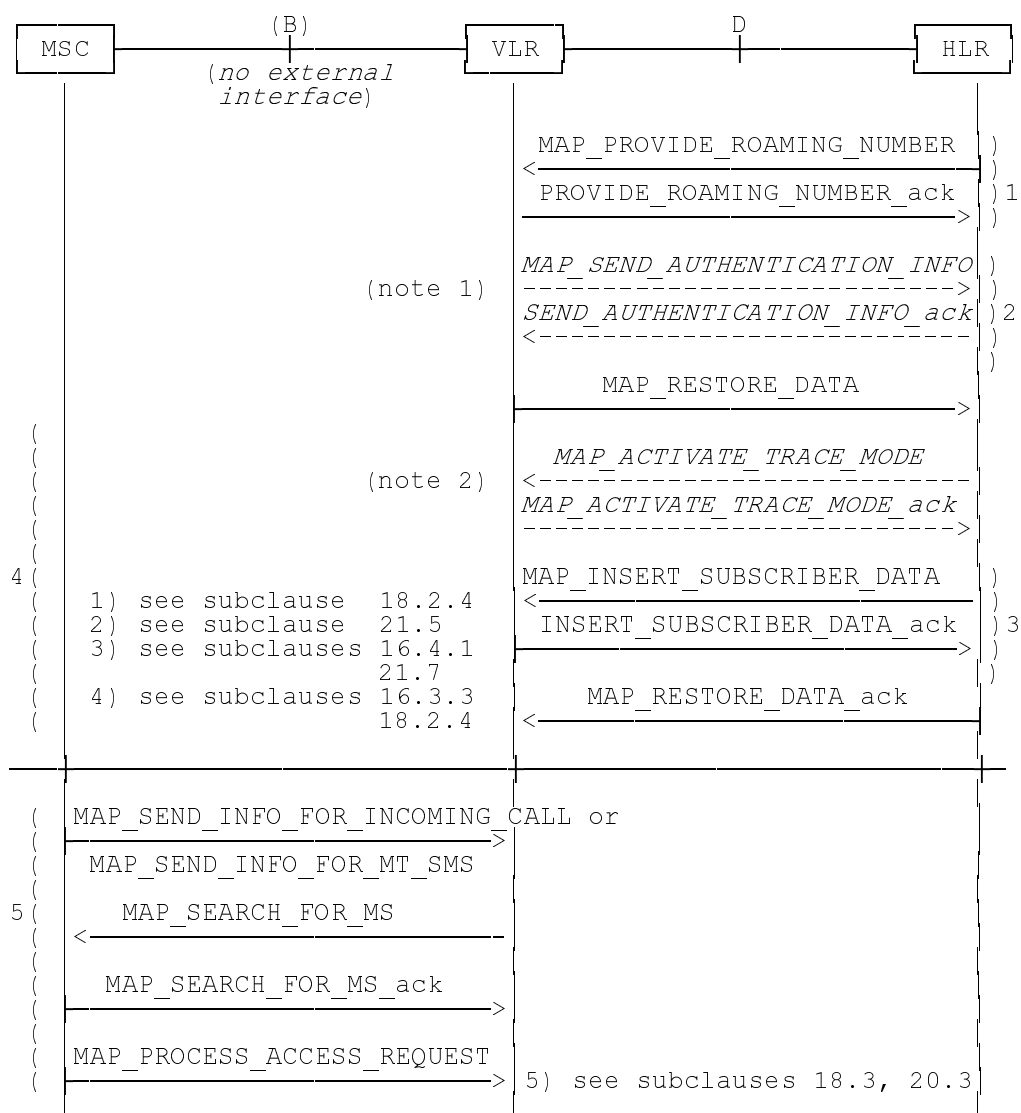 (B)
D
MSC
VLR
HLR
(no external
interface)
MAP_PROVIDE_ROAMING_NUMBER )
)
PROVIDE_ROAMING_NUMBER_ack )1
)
MAP_SEND_AUTHENTICATION_INFO )
(note 1) )
SEND_AUTHENTICATION_INFO_ack )2
)
)
MAP_RESTORE_DATA
(
( MAP_ACTIVATE_TRACE_MODE
( (note 2)
( MAP_ACTIVATE_TRACE_MODE_ack
(
(
4( MAP_INSERT_SUBSCRIBER_DATA )
( 1) see subclause 18.2.4 )
( 2) see subclause 21.5 INSERT_SUBSCRIBER_DATA_ack )3
( 3) see subclauses 16.4.1 )
( 21.7 )
( 4) see subclauses 16.3.3 MAP_RESTORE_DATA_ack
( 18.2.4
( MAP_SEND_INFO_FOR_INCOMING_CALL or
(
( MAP_SEND_INFO_FOR_MT_SMS
(
5( MAP_SEARCH_FOR_MS
(
(
( MAP_SEARCH_FOR_MS_ack
(
(
( MAP_PROCESS_ACCESS_REQUEST
( 5) see subclauses 18.3, 20.3